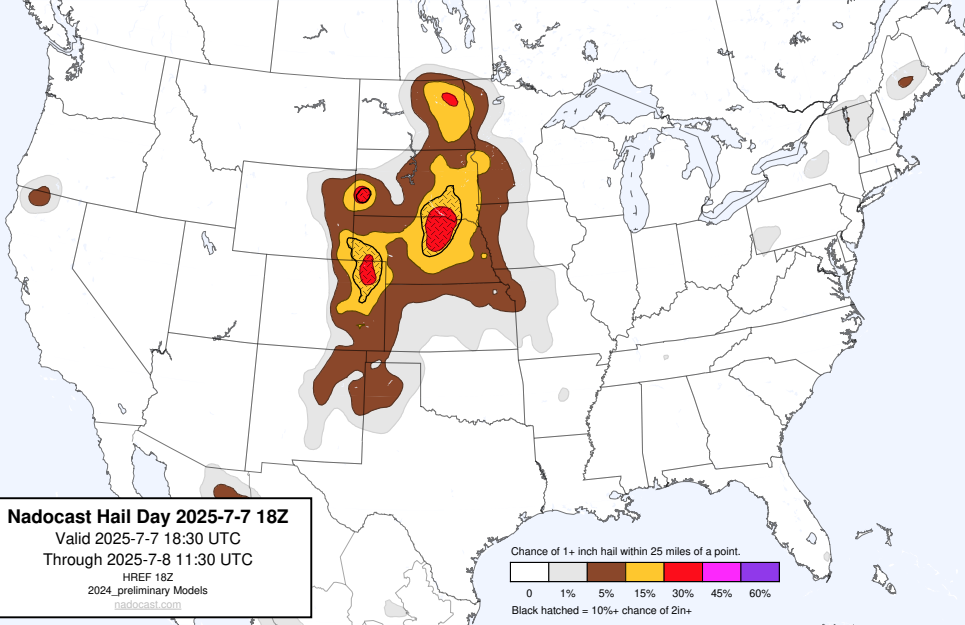 Nadocast Hail Day 2025-7-7 18Z
Valid 2025-7-7 18:30 UTC
Through 2025-7-8 11:30 UTC
HREF 18Z
2024_preliminary Models
nadocast.com
Chance of 1+ inch hail within 25 miles of a point.
0 1% 5% 15% 30% 45% 60%
Black hatched = 10%+ chance of 2in+